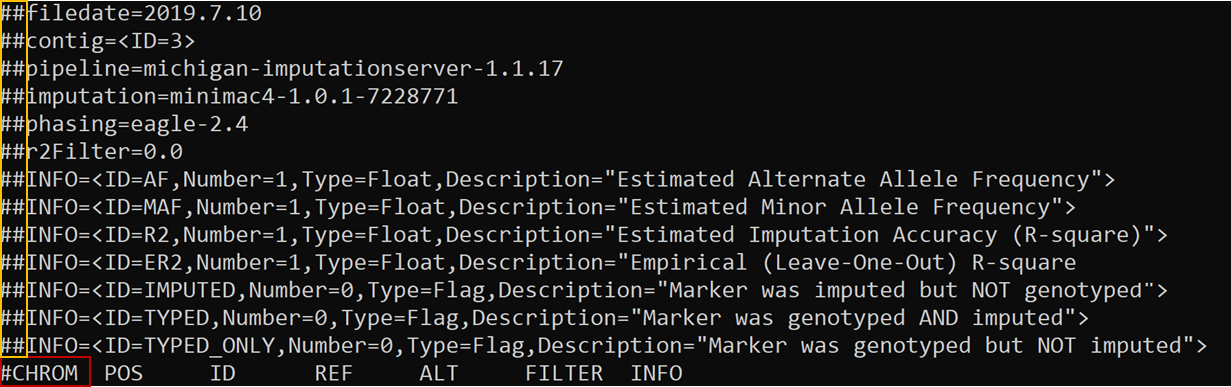 ##filedate=2019.7.10
##contig=<ID=3>
##pipeline=michigan-imputationserver-1.1.17
##imputation=minimac4-1.0.1-7228771
##phasing=eagle-2.4
##r2Filter=0.0
##INFO=<ID=AF,Number=1,Type=Float,Description="Estimated Alternate Allele Frequency">
##INFO=<ID=MAF,Number=1,Type=Float,Description="Estimated Minor Allele Frequency">
##INFO=<ID=R2,Number=1,Type=Float,Description="Estimated Imputation Accuracy (R-square)">
##INFO=<ID=ER2,Number=1,Type=Float,Description="Empirical (Leave-One-Out) R-square
##INFO=<ID=IMPUTED,Number=0,Type=Flag,Description="Marker was imputed but NOT genotyped">
##INFO=<ID=TYPED,Number=0,Type=Flag,Description="Marker was genotyped AND imputed">
##INFO=<ID=TYPED_ONLY,Number=0,Type=Flag,Description="Marker was genotyped but NOT imputed">
#CHROM POS ID REF ALT FILTER INFO